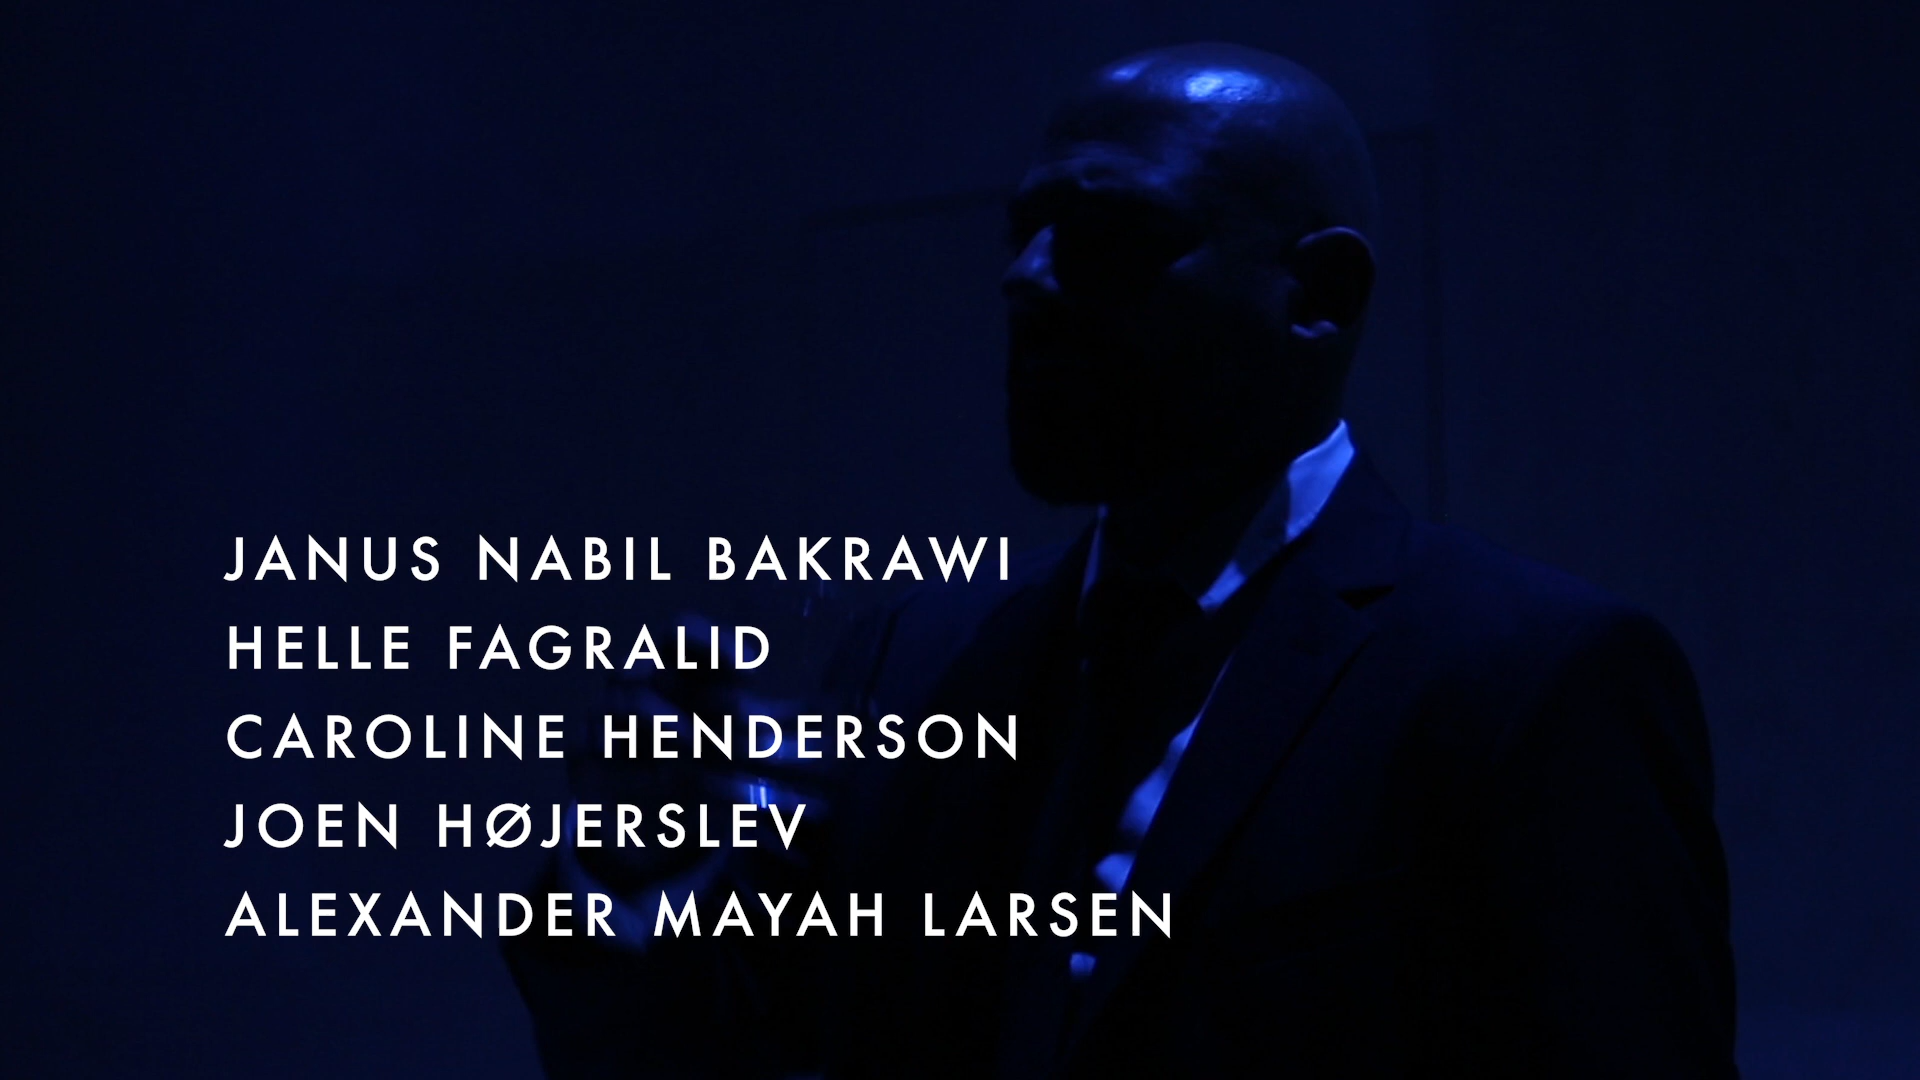 JANUS NABIL BAKRAWI
HELLE FAGRALID
CAROLINE HENDERSON
JOEN HØJERSLEV
ALEXANDER MAYAH LARSEN